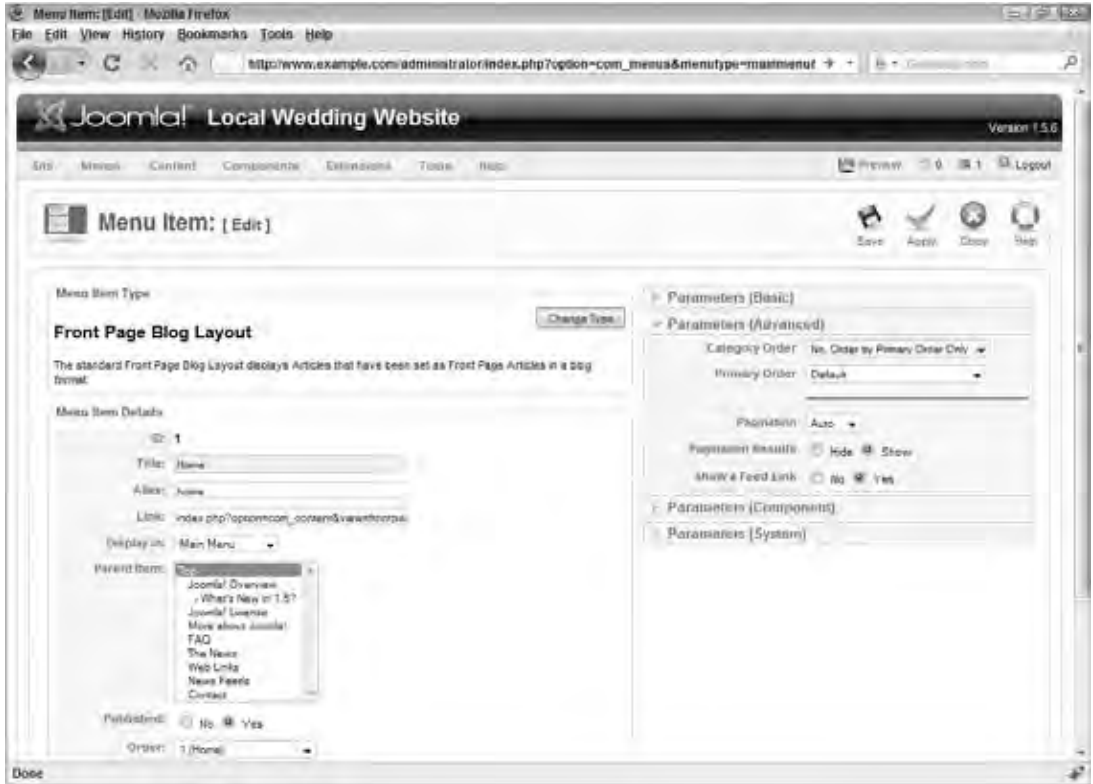 Menu Item: [Edit] - Mozilla Firefox
File Edit View History Bookmarks Tools Help
http://www.example.com/administrator/index.php?option=com_menus&menutype=mainmenu
Joomla! Local Wedding Website
Version 1.5.6
Site Menus Content Components Extensions Tools Help
Preview 0 1 Logout
Menu Item: [ Edit ]
Save Apply Close Help
Menu Item Type
Change Type
Front Page Blog Layout
The standard Front Page Blog Layout displays Articles that have been set as Front Page Articles in a blog
format.
Menu Item Details
ID: 1
Title: Home
Alias: home
Link: index.php?option=com_content&view=frontpa
Display in: Main Menu
Parent Item: Top
Joomla! Overview
- What's New in 1.5?
Joomla! License
More about Joomla!
FAQ
The News
Web Links
News Feeds
Contact
Published: No Yes
Order: 1 (Home)
Parameters (Basic)
Parameters (Advanced)
Category Order No, Order by Primary Order Only
Primary Order Default
Pagination Auto
Pagination Results Hide Show
Show a Feed Link No Yes
Parameters (Component)
Parameters (System)
Done